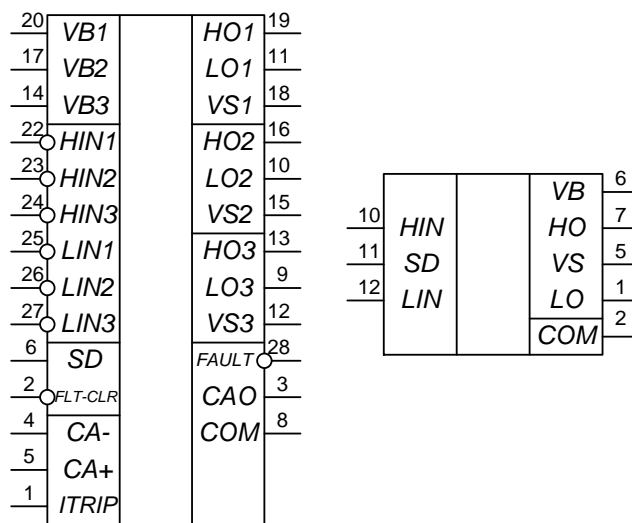 20 VB1 HO1 19
17 VB2 LO1 11
14 VB3 VS1 18
22 HIN1 HO2 16
23 HIN2 LO2 10
24 HIN3 VS2 15
25 LIN1 HO3 13
26 LIN2 LO3 9
27 LIN3 VS3 12
6 SD FAULT 28
2 FLT-CLR CAO 3
4 CA- COM 8
5 CA+
1 ITRIP
VB 6
10 HIN HO 7
11 SD VS 5
12 LIN LO 1
COM 2